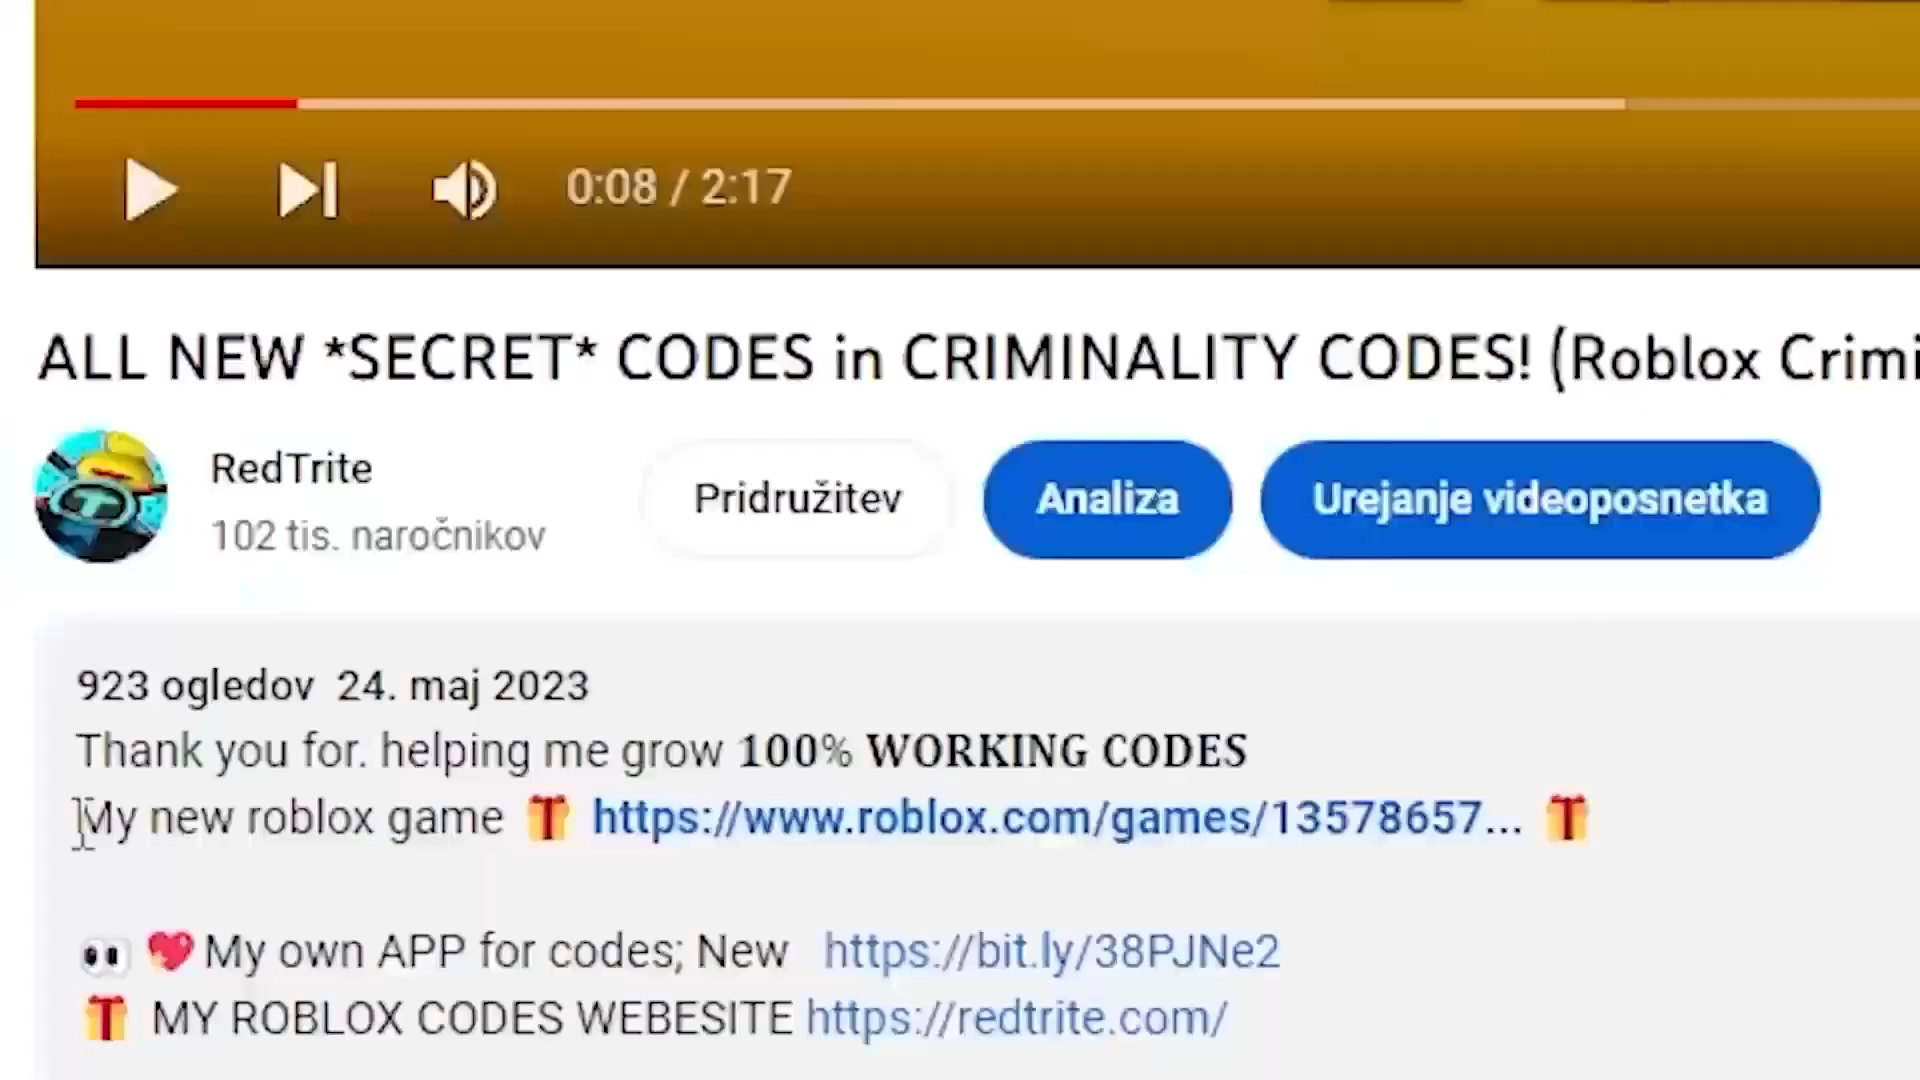 0:08 / 2:17
ALL NEW *SECRET* CODES in CRIMINALITY CODES! (Roblox Crimi
RedTrite
102 tis. naročnikov
Pridružitev
Analiza
Urejanje videoposnetka
923 ogledov 24. maj 2023
Thank you for. helping me grow 100% WORKING CODES
My new roblox game 🎁 https://www.roblox.com/games/13578657... 🎁
👀 💖 My own APP for codes; New https://bit.ly/38PJNe2
🎁 MY ROBLOX CODES WEBESITE https://redtrite.com/